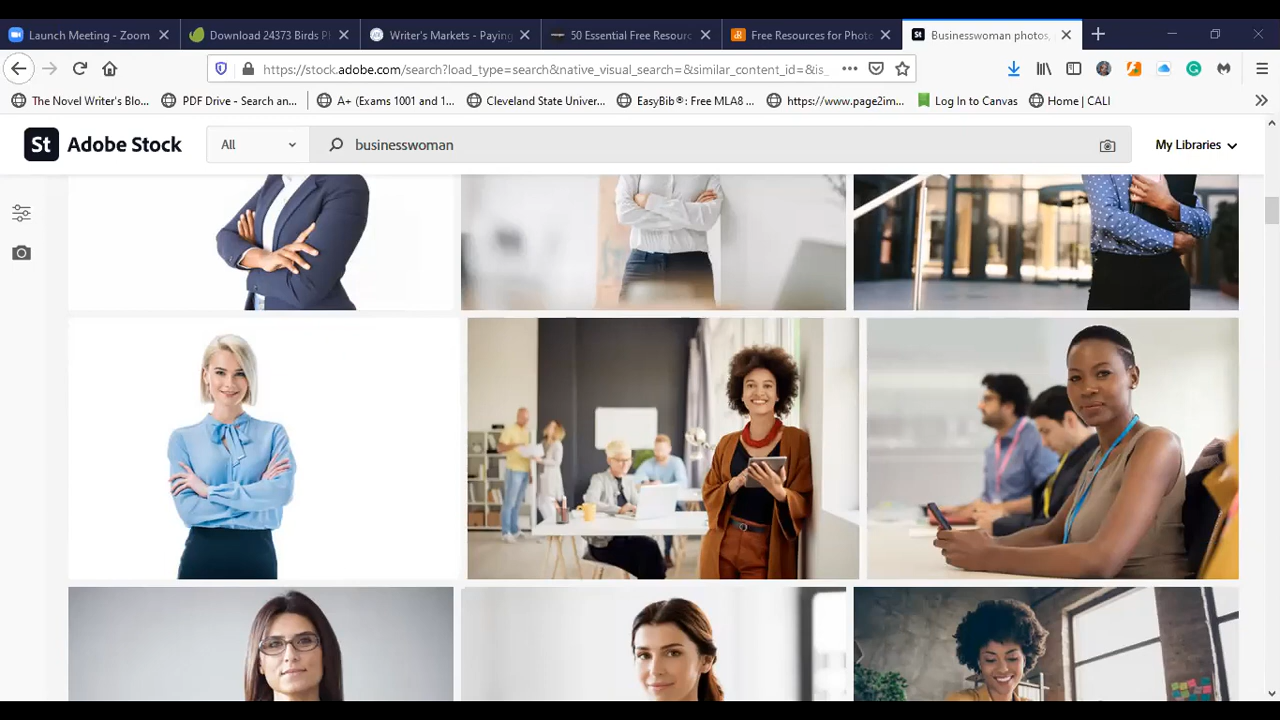 Launch Meeting - Zoom
Download 24373 Birds P
Writer's Markets - Paying
50 Essential Free Resourc
Free Resources for Photo
St Businesswoman photos,
https://stock.adobe.com/search?load_type=search&native_visual_search=&similar_content_id=&is_
The Novel Writer's Blo...
PDF Drive - Search an...
A+ (Exams 1001 and 1...
Cleveland State Univer...
EasyBib®: Free MLA8 ...
https://www.page2im...
Log In to Canvas
Home | CALI
St Adobe Stock
All
businesswoman
My Libraries